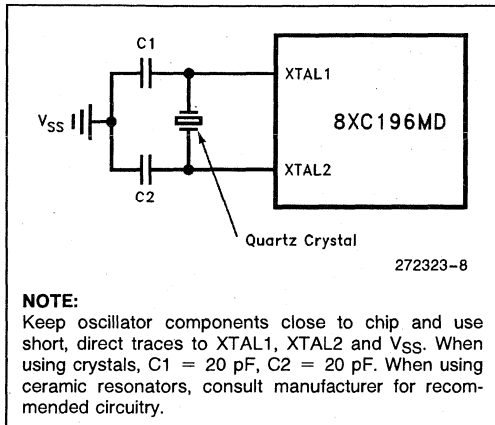 C1
XTAL1
8XC196MD
VSS
XTAL2
C2
Quartz Crystal
272323-8
NOTE:
Keep oscillator components close to chip and use
short, direct traces to XTAL1, XTAL2 and VSS. When
using crystals, C1 = 20 pF, C2 = 20 pF. When using
ceramic resonators, consult manufacturer for recom-
mended circuitry.